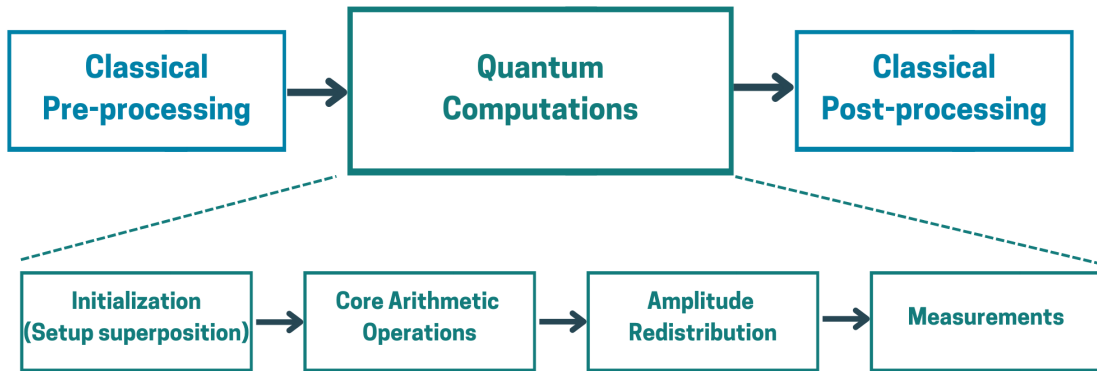 Classical
Pre-processing
Quantum
Computations
Classical
Post-processing
Initialization
(Setup superposition)
Core Arithmetic
Operations
Amplitude
Redistribution
Measurements